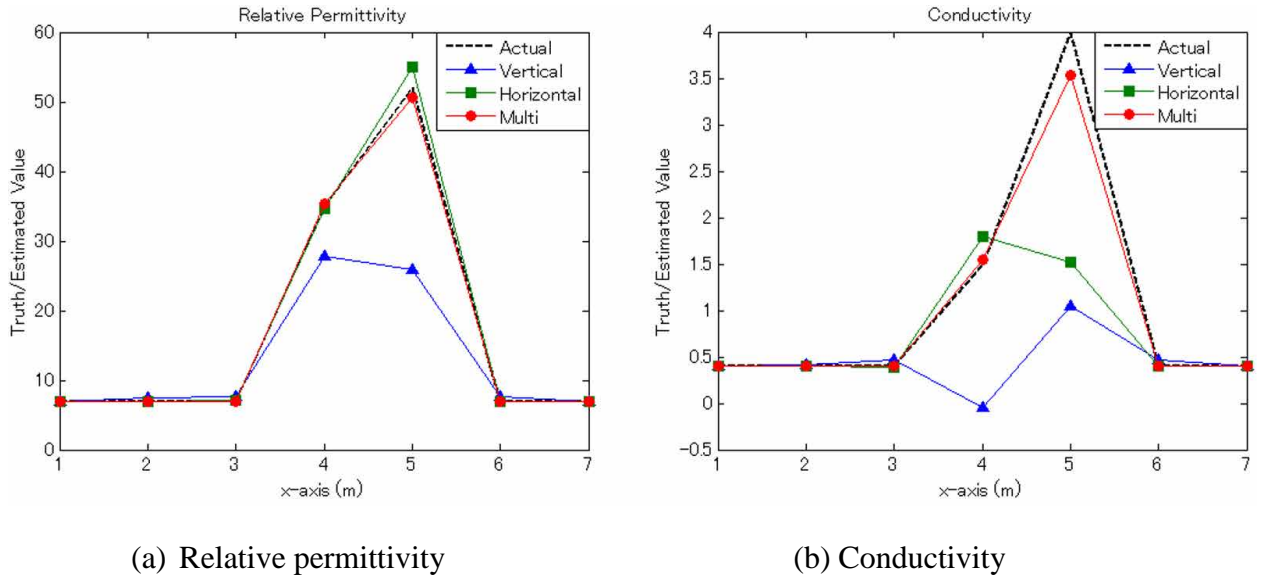 Relative Permittivity
60
50
40
30
20
10
0
Truth/Estimated Value
Actual
Vertical
Horizontal
Multi
1 2 3 4 5 6 7
x-axis (m)
(a) Relative permittivity
Conductivity
4
3.5
3
2.5
2
1.5
1
0.5
0
-0.5
Truth/Estimated Value
Actual
Vertical
Horizontal
Multi
1 2 3 4 5 6 7
x-axis (m)
(b) Conductivity